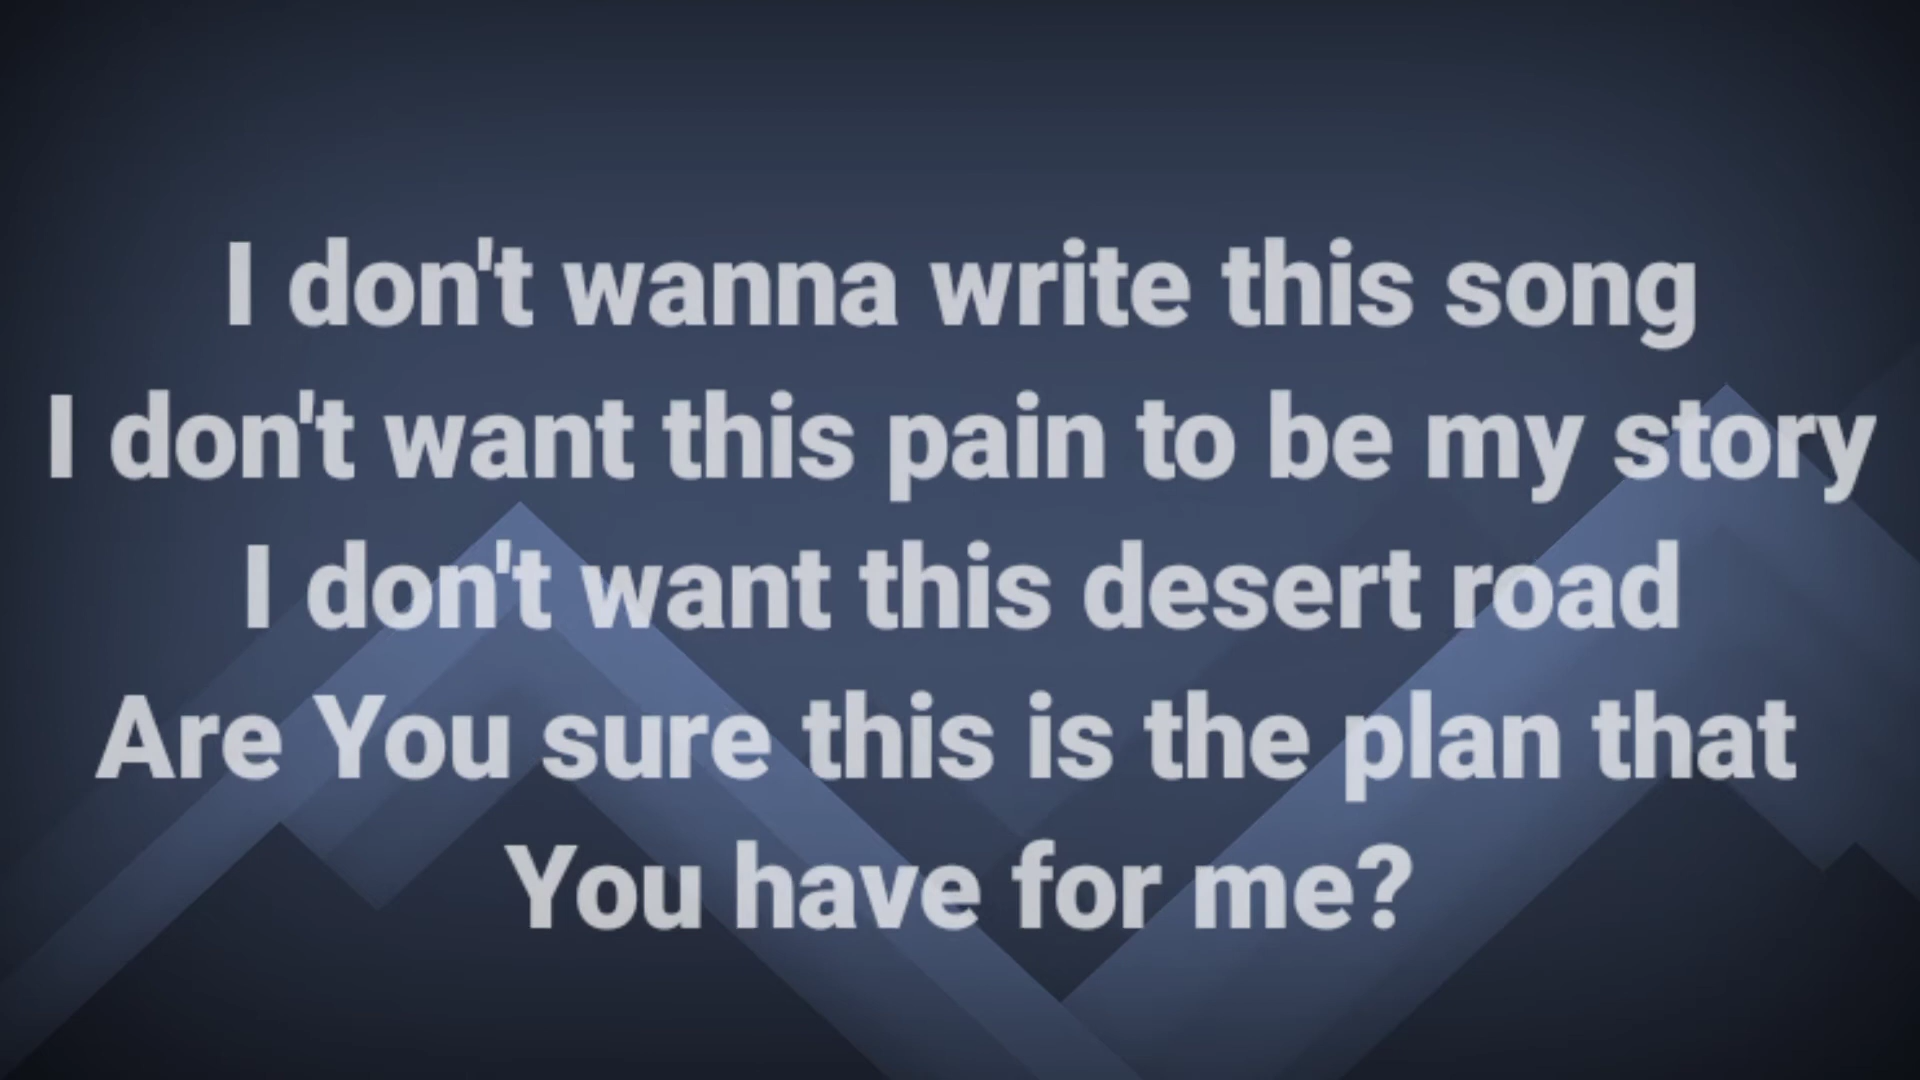 I don't wanna write this song
I don't want this pain to be my story
I don't want this desert road
Are You sure this is the plan that
You have for me?